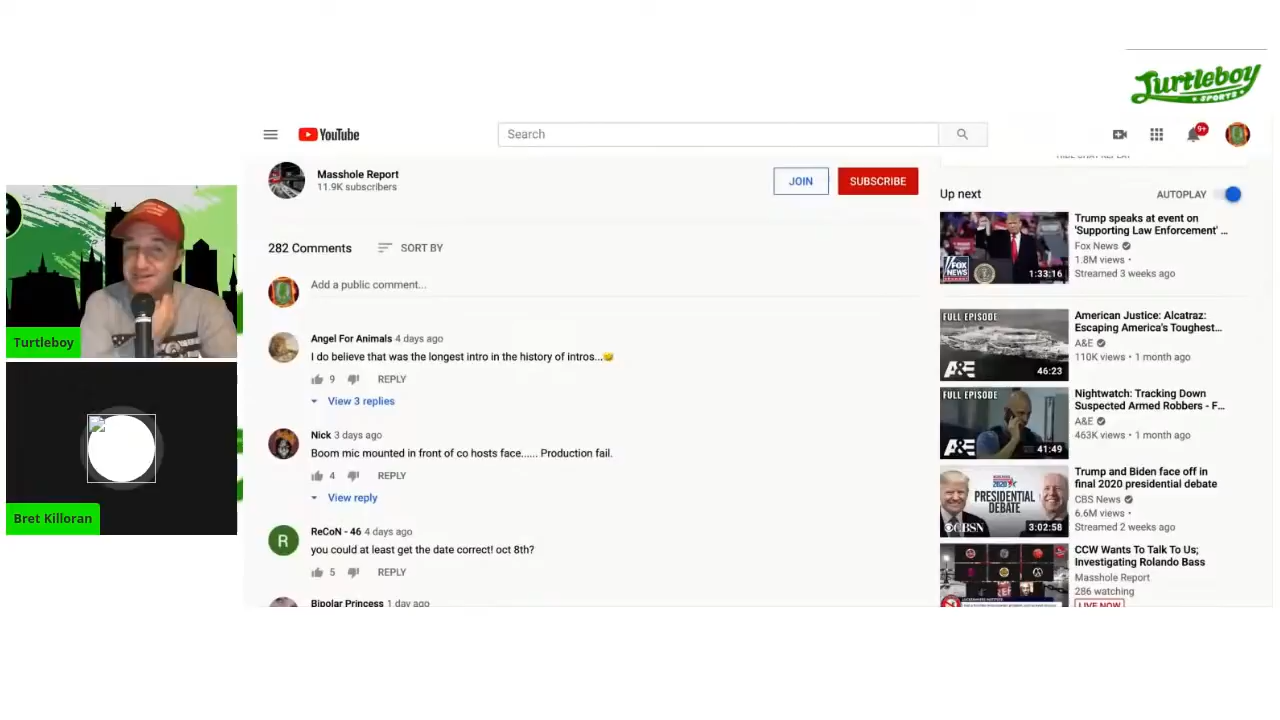 Turtleboy
SPORTS
YouTube
Search
9+
Masshole Report
11.9K subscribers
JOIN
SUBSCRIBE
HIDE CHAT REPLAY
Up next
AUTOPLAY
282 Comments
SORT BY
Add a public comment...
Angel For Animals 4 days ago
I do believe that was the longest intro in the history of intros...🤣
9
REPLY
View 3 replies
Nick 3 days ago
Boom mic mounted in front of co hosts face...... Production fail.
4
REPLY
View reply
R
ReCoN - 46 4 days ago
you could at least get the date correct! oct 8th?
5
REPLY
Bipolar Princess 1 day ago
FOX
NEWS
1:33:16
Trump speaks at event on
'Supporting Law Enforcement' ...
Fox News
1.8M views •
Streamed 3 weeks ago
FULL EPISODE
A&E
46:23
American Justice: Alcatraz:
Escaping America's Toughest...
A&E
110K views • 1 month ago
FULL EPISODE
A&E
41:49
Nightwatch: Tracking Down
Suspected Armed Robbers - F...
A&E
463K views • 1 month ago
PRESIDENTIAL
DEBATE
CBSN
3:02:58
Trump and Biden face off in
final 2020 presidential debate
CBS News
6.6M views •
Streamed 2 weeks ago
CCW Wants To Talk To Us;
Investigating Rolando Bass
Masshole Report
286 watching
LIVE NOW
Turtleboy
Bret Killoran